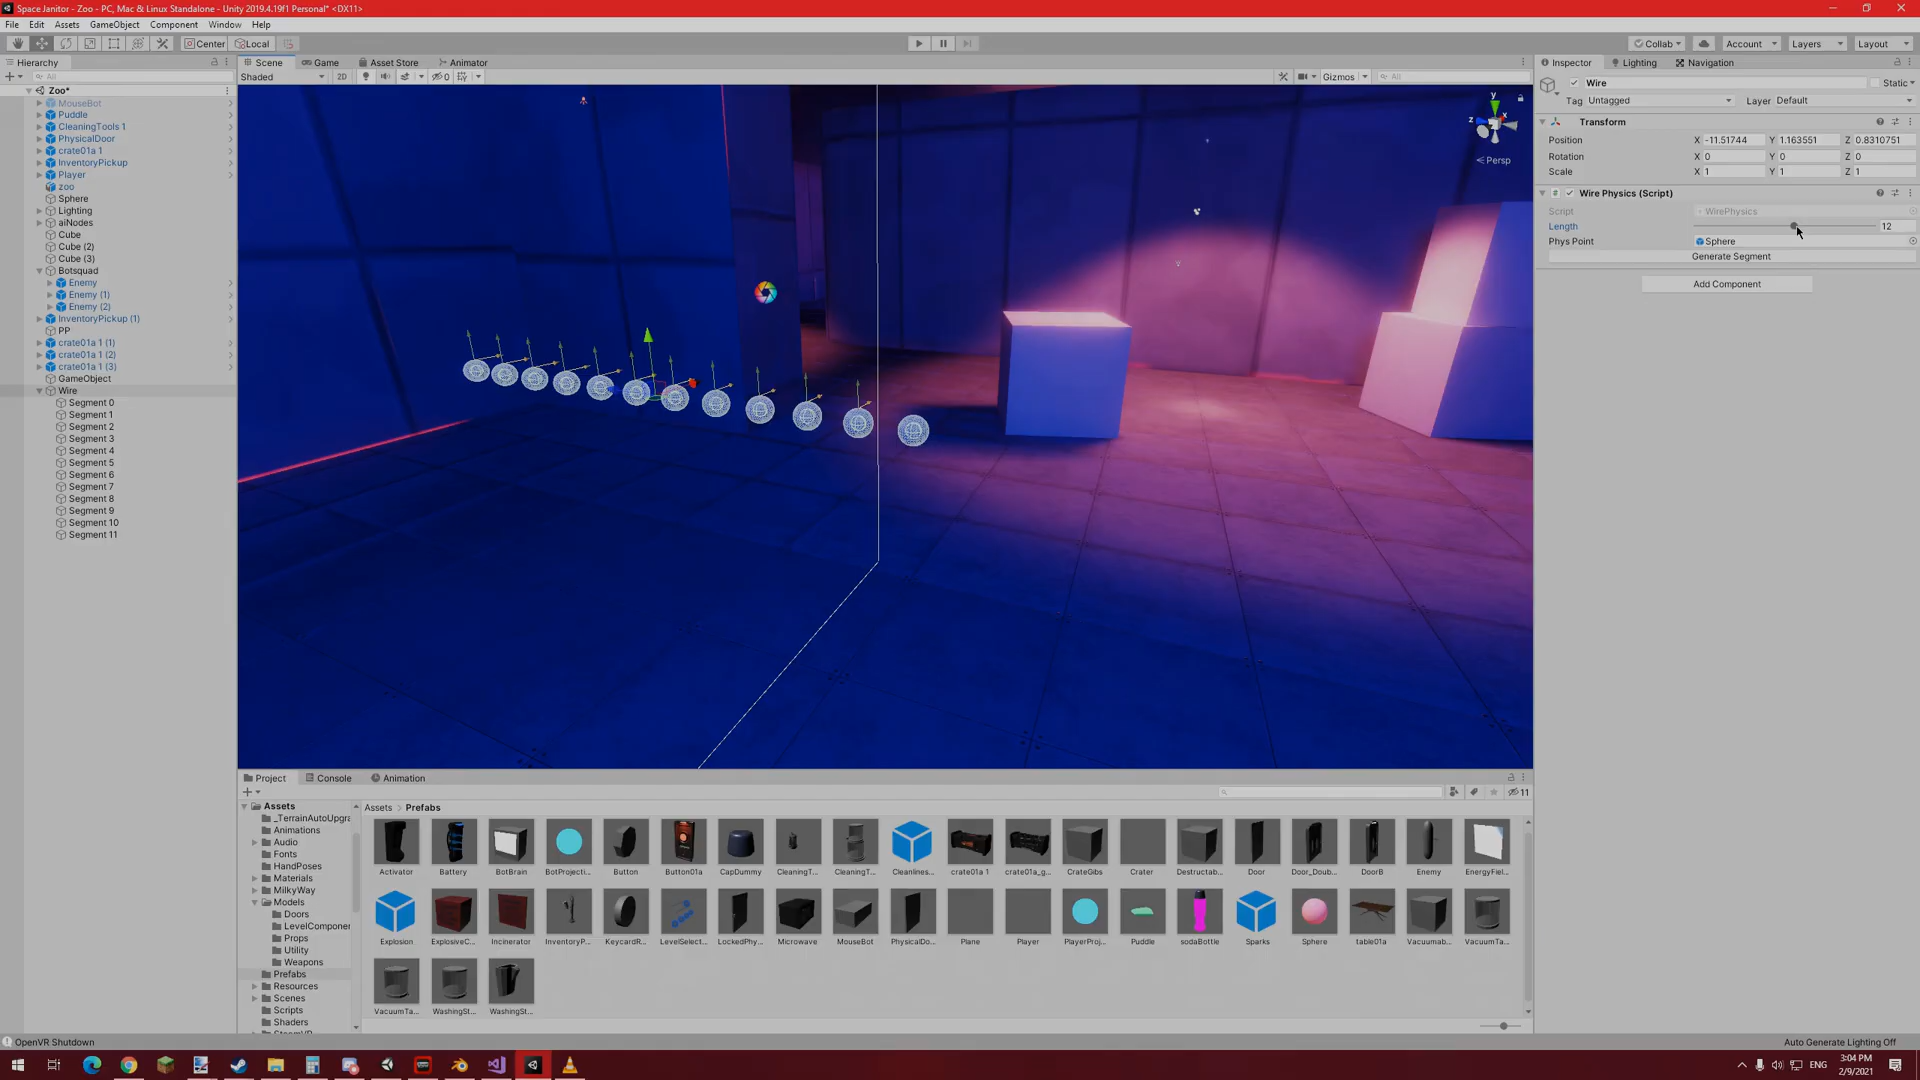 Space Janitor - Zoo - PC, Mac & Linux Standalone - Unity 2019.4.19f1 Personal* <DX11>
File Edit Assets GameObject Component Window Help
Center Local Collab Account Layers Layout
Hierarchy
All
Zoo*
MouseBot
Puddle
CleaningTools 1
PhysicalDoor
crate01a 1
InventoryPickup
Player
zoo
Sphere
Lighting
aiNodes
Cube
Cube (2)
Cube (3)
Botsquad
Enemy
Enemy (1)
Enemy (2)
InventoryPickup (1)
PP
crate01a 1 (1)
crate01a 1 (2)
crate01a 1 (3)
GameObject
Wire
Segment 0
Segment 1
Segment 2
Segment 3
Segment 4
Segment 5
Segment 6
Segment 7
Segment 8
Segment 9
Segment 10
Segment 11
Scene Game Asset Store Animator
Shaded 2D 0 Gizmos All
y
x
z
Persp
Inspector Lighting Navigation
Wire Static
Tag Untagged Layer Default
Transform
Position X -11.51744 Y 1.163551 Z 0.8310751
Rotation X 0 Y 0 Z 0
Scale X 1 Y 1 Z 1
Wire Physics (Script)
Script WirePhysics
Length 12
Phys Point Sphere
Generate Segment
Add Component
Project Console Animation
11
Assets
_TerrainAutoUpgra
Animations
Audio
Fonts
HandPoses
Materials
MilkyWay
Models
Doors
LevelComponer
Props
Utility
Weapons
Prefabs
Resources
Scenes
Scripts
Shaders
SteamVR
Assets > Prefabs
Activator Battery BotBrain BotProjecti... Button Button01a CapDummy CleaningT... CleaningT... Cleanlines... crate01a 1 crate01a_g... CrateGibs Crater Destructab... Door Door_Doub... DoorB Enemy EnergyFiel...
Explosion ExplosiveC... Incinerator InventoryP... KeycardR... LevelSelect... LockedPhy... Microwave MouseBot PhysicalDo... Plane Player PlayerProj... Puddle sodaBottle Sparks Sphere table01a Vacuumab... VacuumTa...
VacuumTa... WashingSt... WashingSt...
OpenVR Shutdown
Auto Generate Lighting Off
ENG
3:04 PM
2/9/2021